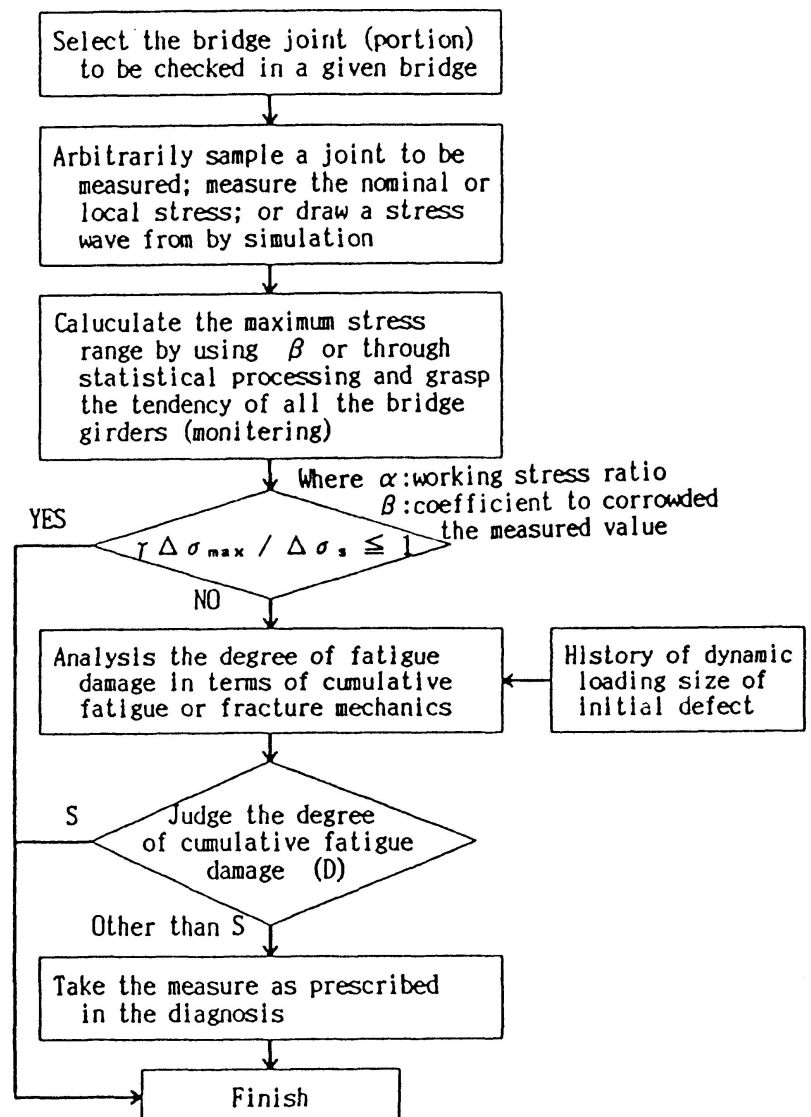 Select the bridge joint (portion)
to be checked in a given bridge
Arbitrarily sample a joint to be
measured; measure the nominal or
local stress; or draw a stress
wave from by simulation
Caluculate the maximum stress
range by using β or through
statistical processing and grasp
the tendency of all the bridge
girders (monitering)
Where α:working stress ratio
β:coefficient to corrowded
the measured value
YES
γ Δ σmax / Δ σs ≦ 1
NO
Analysis the degree of fatigue
damage in terms of cumulative
fatigue or fracture mechanics
History of dynamic
loading size of
initial defect
S
Judge the degree
of cumulative fatigue
damage (D)
Other than S
Take the measure as prescribed
in the diagnosis
Finish